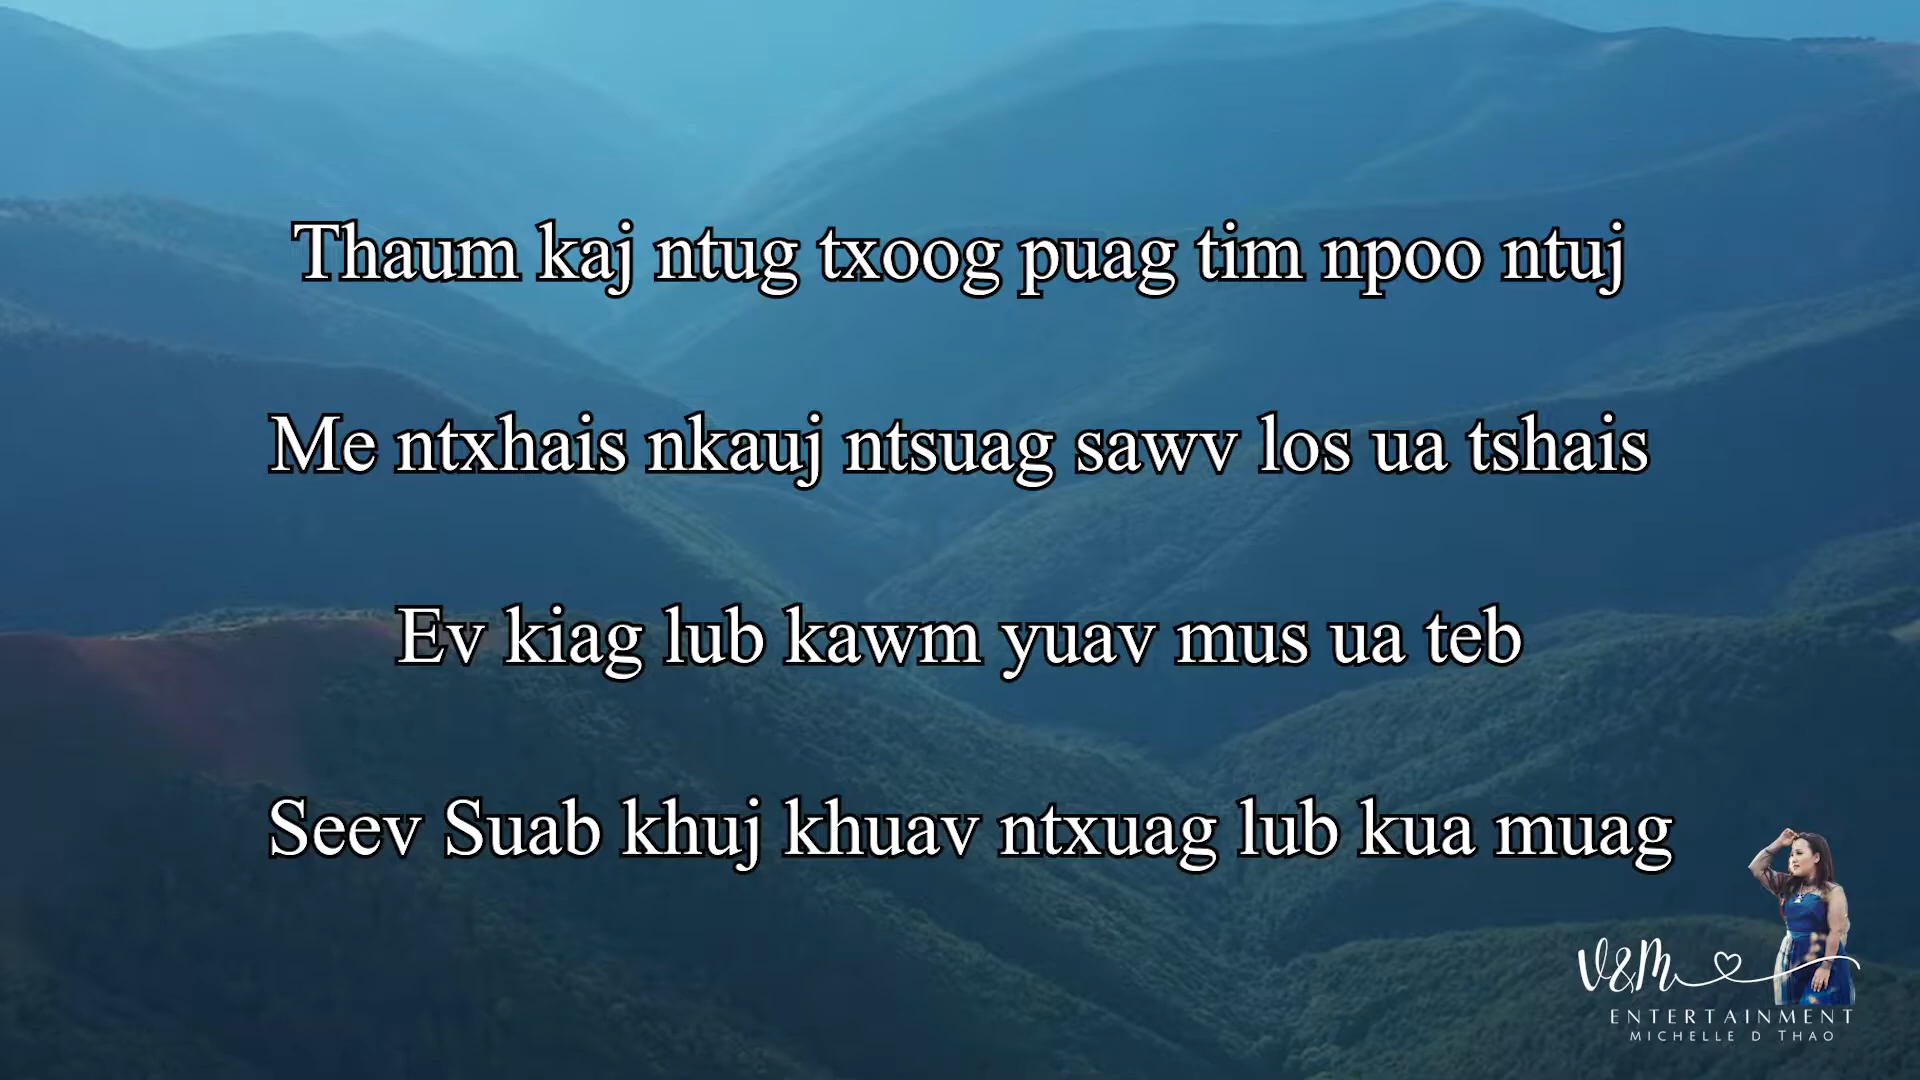 Thaum kaj ntug txoog puag tim npoo ntuj
Me ntxhais nkauj ntsuag sawv los ua tshais
Ev kiag lub kawm yuav mus ua teb
Seev Suab khuj khuav ntxuag lub kua muag
V&M
ENTERTAINMENT
MICHELLE D THAO